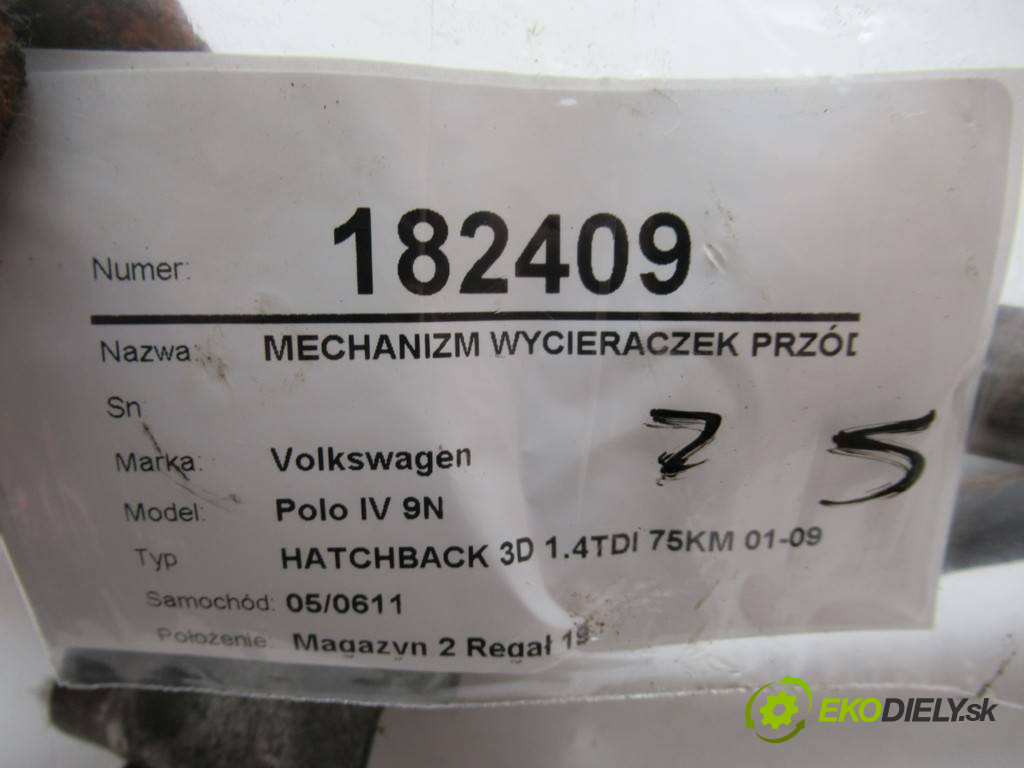 Numer: 182409
Nazwa: MECHANIZM WYCIERACZEK PRZÓD
Sn
Marka: Volkswagen
7 5
Model: Polo IV 9N
Typ HATCHBACK 3D 1.4TDI 75KM 01-09
Samochód: 05/0611
Położenie: Magazyn 2 Regał
EKODIELY.sk